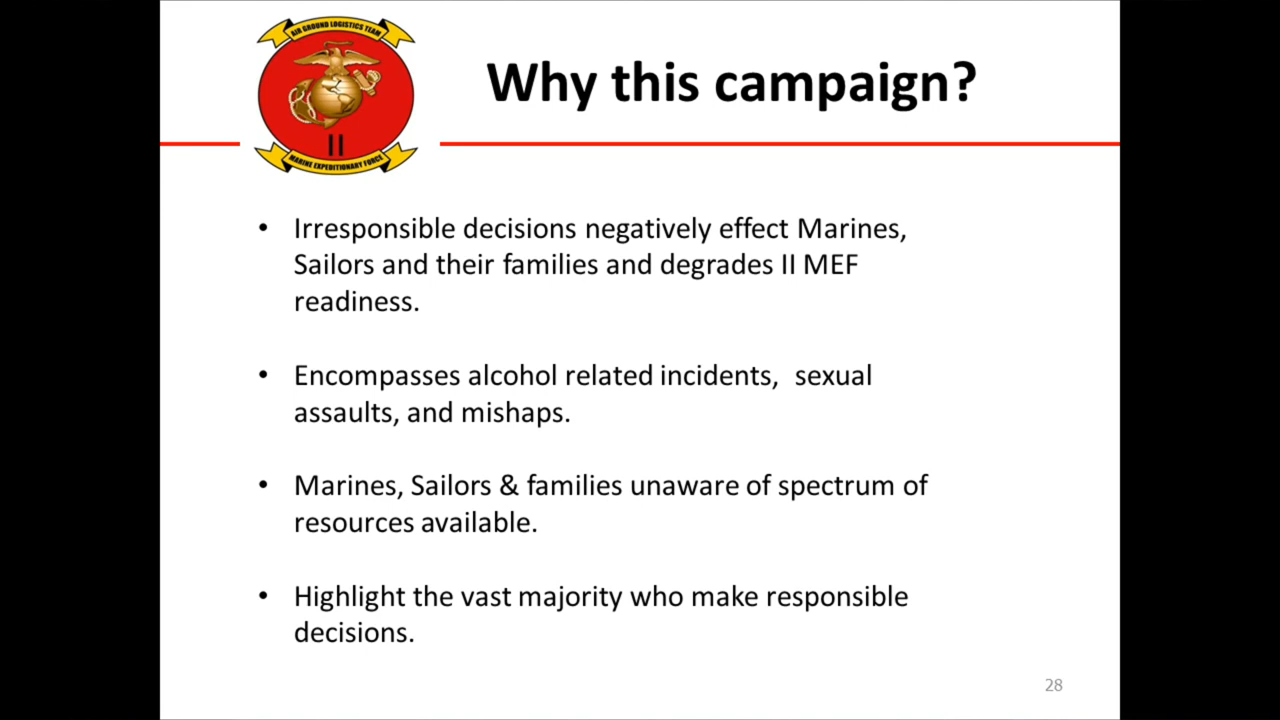 AIR GROUND LOGISTICS TEAM
II
MARINE EXPEDITIONARY FORCE
Why this campaign?
• Irresponsible decisions negatively effect Marines,
Sailors and their families and degrades II MEF
readiness.
• Encompasses alcohol related incidents,  sexual
assaults, and mishaps.
• Marines, Sailors & families unaware of spectrum of
resources available.
• Highlight the vast majority who make responsible
decisions.
28